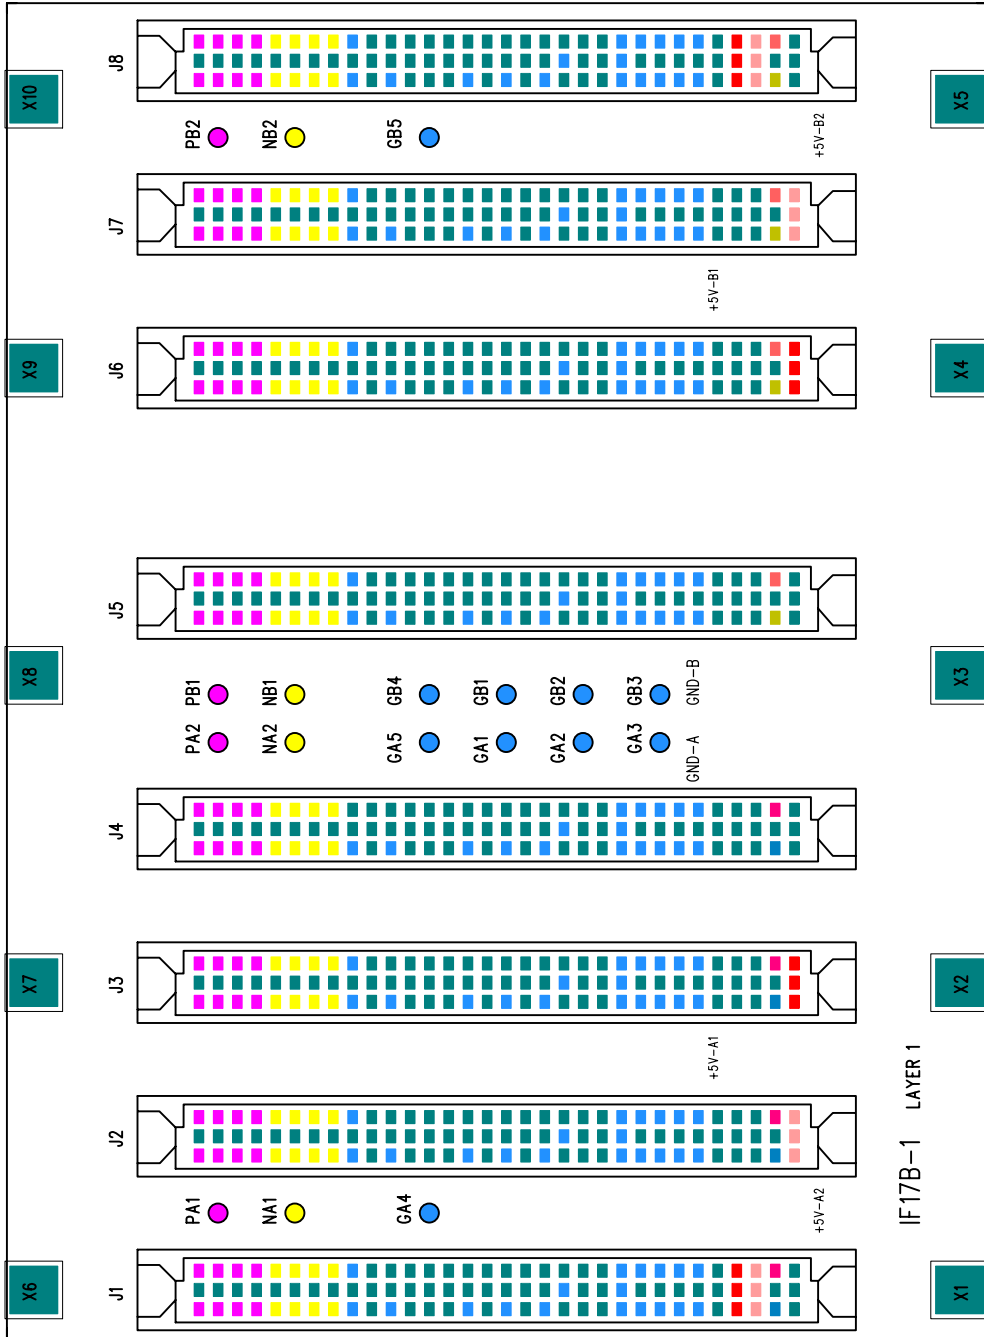 X10
J8
X5
PB2
NB2
GB5
+5V-B2
J7
+5V-B1
X9
J6
X4
J5
X8
PB1
NB1
GB4
GB1
GB2
GB3
GND-B
X3
PA2
NA2
GA5
GA1
GA2
GA3
GND-A
J4
X7
J3
X2
+5V-A1
J2
IF17B-1 LAYER 1
PA1
NA1
GA4
+5V-A2
X6
J1
X1